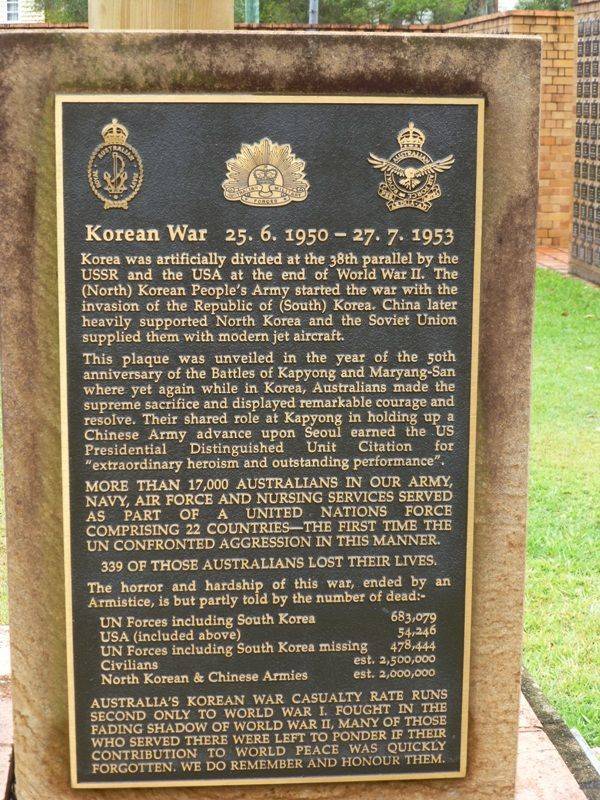 AUSTRALIAN
AUSTRALIAN
FORCES
Korean War 25. 6. 1950 – 27. 7. 1953
Korea was artificially divided at the 38th parallel by the
USSR and the USA at the end of World War II. The
(North) Korean People's Army started the war with the
invasion of the Republic of (South) Korea. China later
heavily supported North Korea and the Soviet Union
supplied them with modern jet aircraft.
This plaque was unveiled in the year of the 50th
anniversary of the Battles of Kapyong and Maryang-San
where yet again while in Korea, Australians made the
supreme sacrifice and displayed remarkable courage and
resolve. Their shared role at Kapyong in holding up a
Chinese Army advance upon Seoul earned the US
Presidential Distinguished Unit Citation for
"extraordinary heroism and outstanding performance".
MORE THAN 17,000 AUSTRALIANS IN OUR ARMY,
NAVY, AIR FORCE AND NURSING SERVICES SERVED
AS PART OF A UNITED NATIONS FORCE
COMPRISING 22 COUNTRIES—THE FIRST TIME THE
UN CONFRONTED AGGRESSION IN THIS MANNER.
339 OF THOSE AUSTRALIANS LOST THEIR LIVES.
The horror and hardship of this war, ended by an
Armistice, is but partly told by the number of dead:-
UN Forces including South Korea 683,079
USA (included above) 54,246
UN Forces including South Korea missing 478,444
Civilians est. 2,500,000
North Korean & Chinese Armies est. 2,000,000
AUSTRALIA'S KOREAN WAR CASUALTY RATE RUNS
SECOND ONLY TO WORLD WAR I. FOUGHT IN THE
FADING SHADOW OF WORLD WAR II, MANY OF THOSE
WHO SERVED THERE WERE LEFT TO PONDER IF THEIR
CONTRIBUTION TO WORLD PEACE WAS QUICKLY
FORGOTTEN. WE DO REMEMBER AND HONOUR THEM.